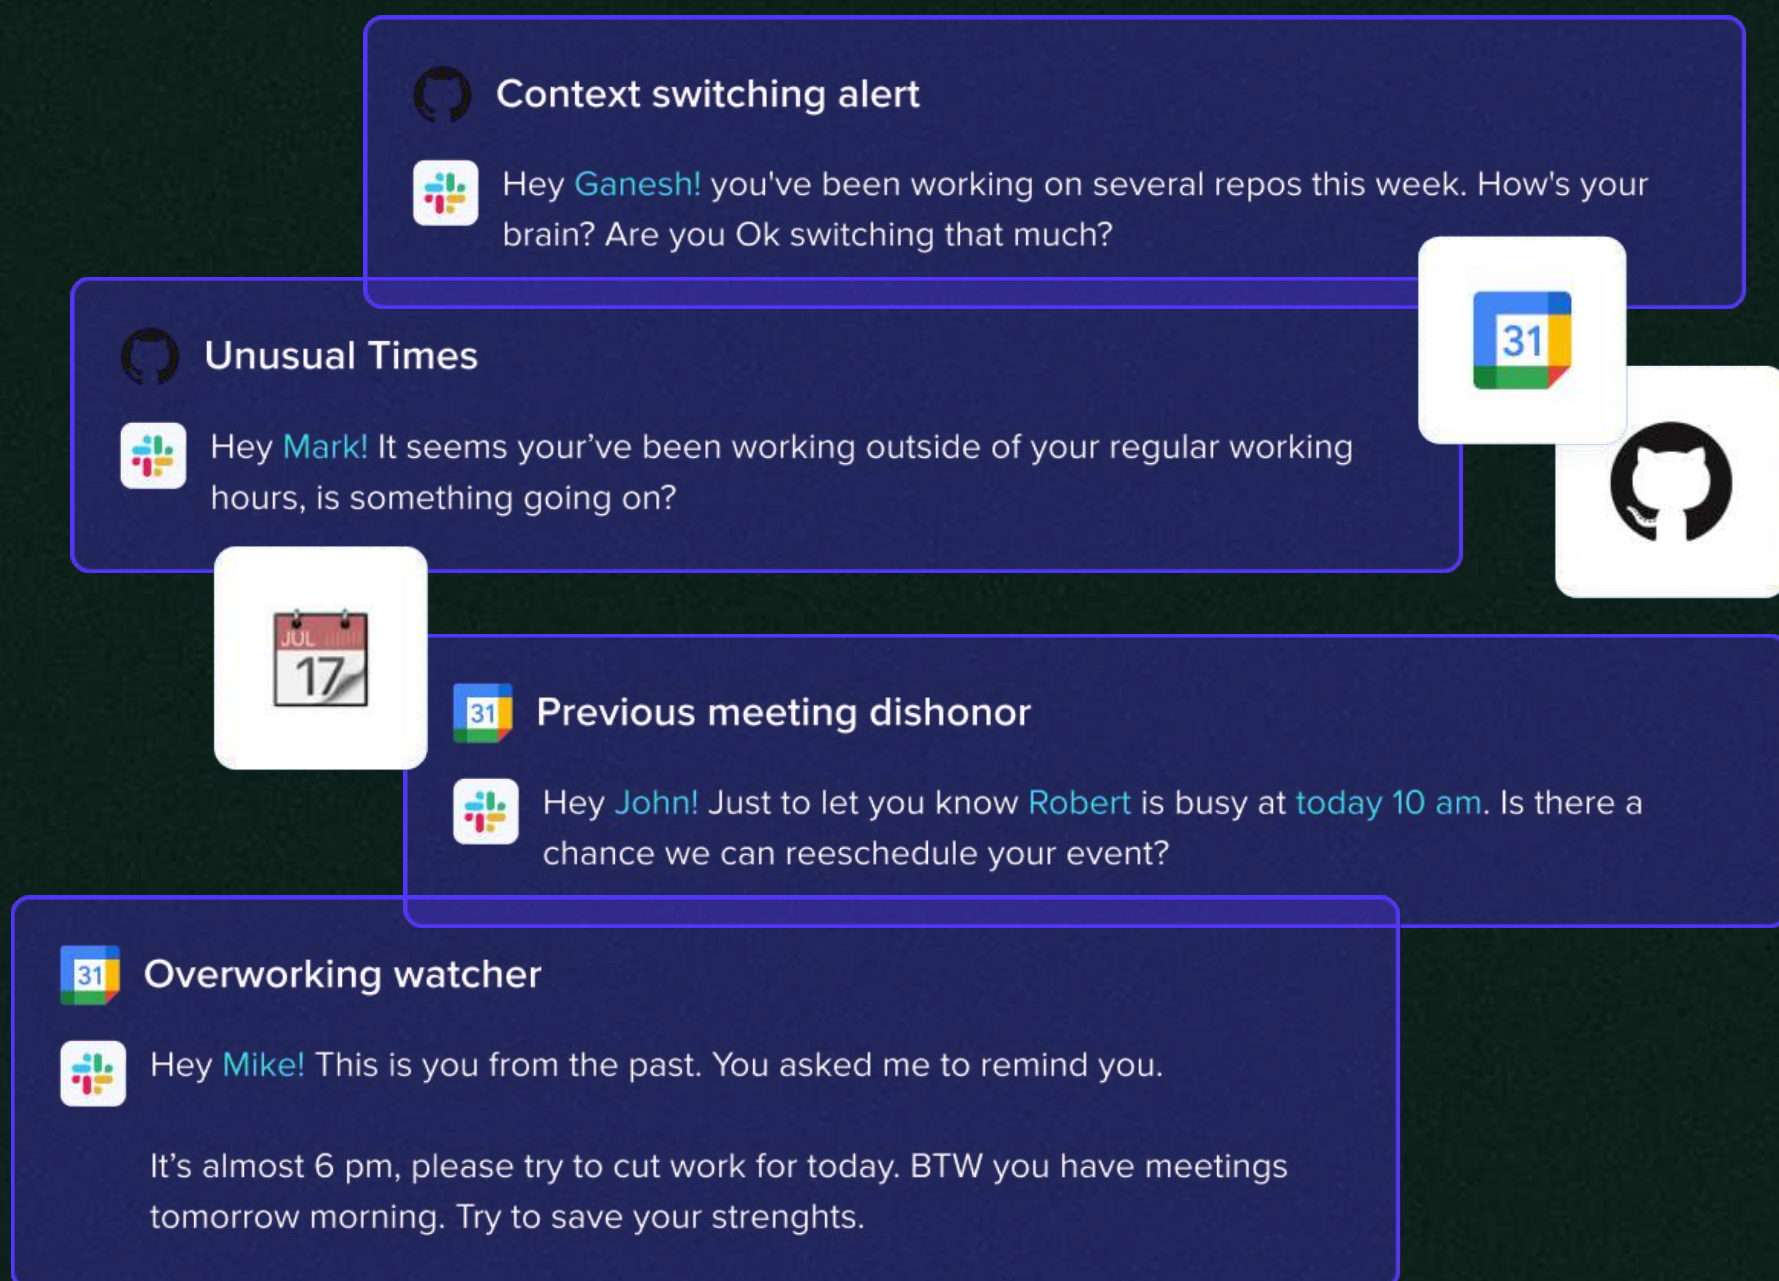 Context switching alert
Hey Ganesh! you've been working on several repos this week. How's your
brain? Are you Ok switching that much?
31
Unusual Times
Hey Mark! It seems your’ve been working outside of your regular working
hours, is something going on?
JUL
17
31
Previous meeting dishonor
Hey John! Just to let you know Robert is busy at today 10 am. Is there a
chance we can reeschedule your event?
31
Overworking watcher
Hey Mike! This is you from the past. You asked me to remind you.
It’s almost 6 pm, please try to cut work for today. BTW you have meetings
tomorrow morning. Try to save your strenghts.